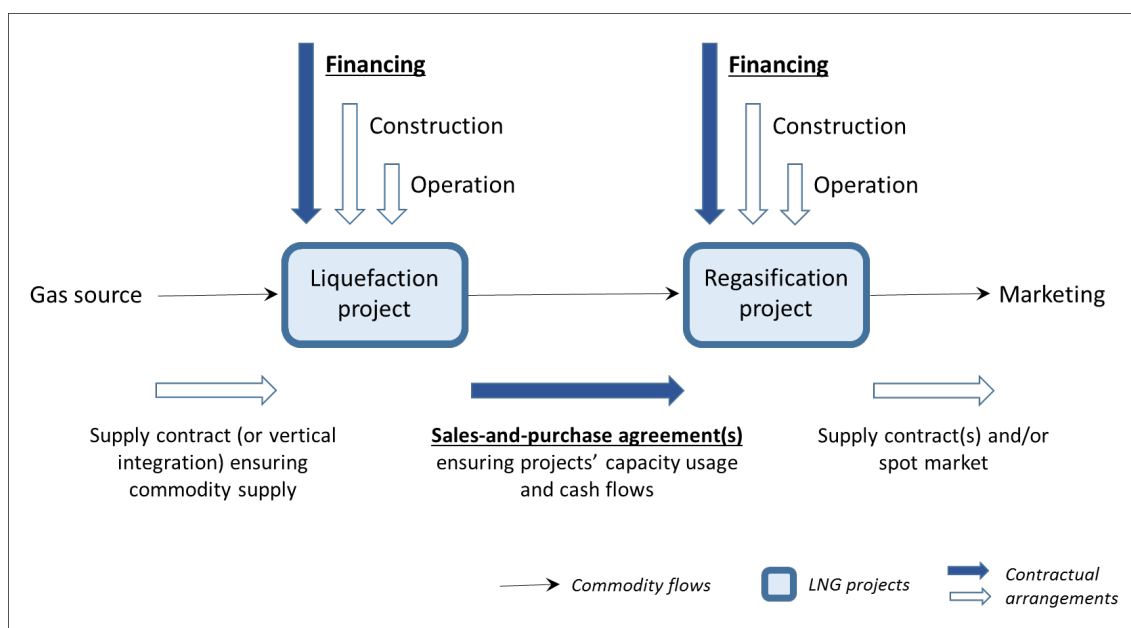 Financing
Construction
Operation
Financing
Construction
Operation
Gas source
Liquefaction
project
Regasification
project
Marketing
Supply contract (or vertical
integration) ensuring
commodity supply
Sales-and-purchase agreement(s)
ensuring projects’ capacity usage
and cash flows
Supply contract(s) and/or
spot market
Commodity flows
LNG projects
Contractual
arrangements